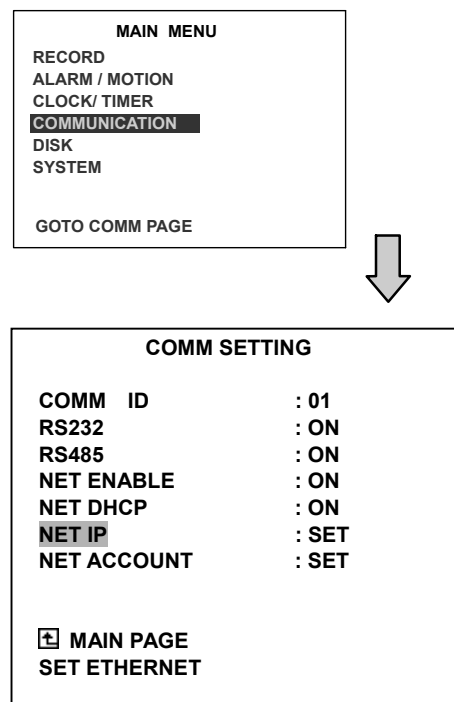 MAIN MENU
RECORD
ALARM / MOTION
CLOCK/ TIMER
COMMUNICATION
DISK
SYSTEM
GOTO COMM PAGE
COMM SETTING
COMM ID : 01
RS232 : ON
RS485 : ON
NET ENABLE : ON
NET DHCP : ON
NET IP : SET
NET ACCOUNT : SET
MAIN PAGE
SET ETHERNET